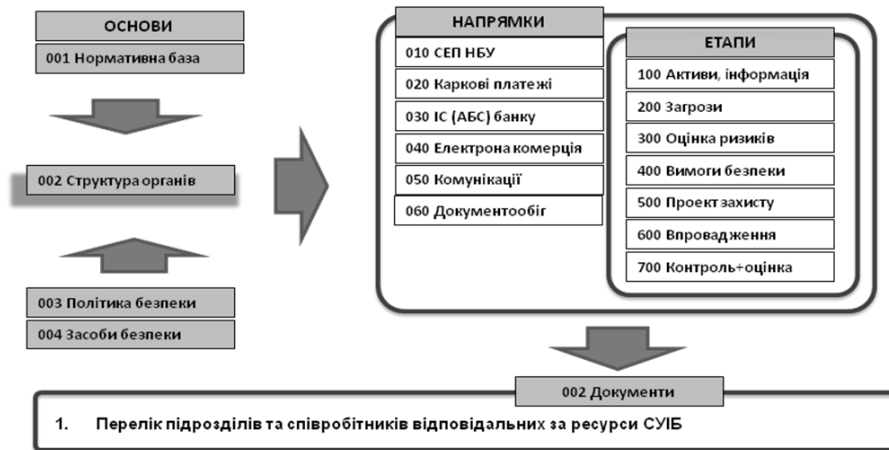 ОСНОВИ
001 Нормативна база
002 Структура органів
003 Політика безпеки
004 Засоби безпеки
НАПРЯМКИ
010 СЕП НБУ
020 Каркові платежі
030 ІС (АБС) банку
040 Електрона комерція
050 Комунікації
060 Документообіг
ЕТАПИ
100 Активи, інформація
200 Загрози
300 Оцінка ризиків
400 Вимоги безпеки
500 Проект захисту
600 Впровадження
700 Контроль+оцінка
002 Документи
1. Перелік підрозділів та співробітників відповідальних за ресурси СУІБ